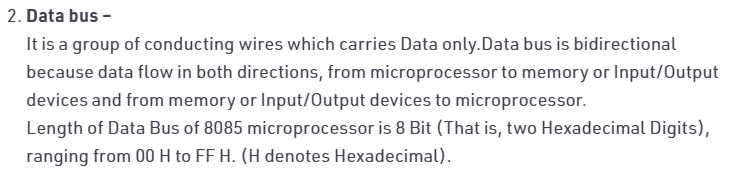 2. Data bus –
It is a group of conducting wires which carries Data only.Data bus is bidirectional
because data flow in both directions, from microprocessor to memory or Input/Output
devices and from memory or Input/Output devices to microprocessor.
Length of Data Bus of 8085 microprocessor is 8 Bit (That is, two Hexadecimal Digits),
ranging from 00 H to FF H. (H denotes Hexadecimal).